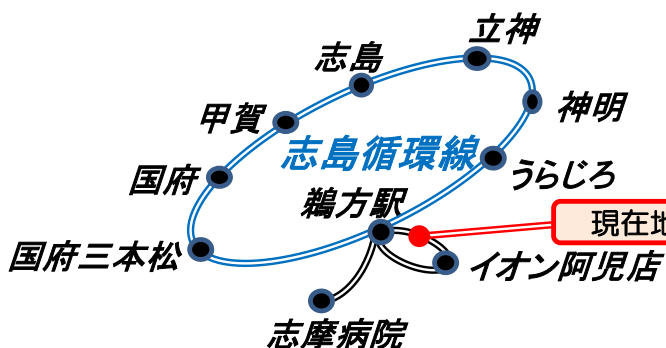 立神
志島
神明
甲賀
志島循環線
うらじろ
国府
鵜方駅
現在地
国府三本松
イオン阿児店
志摩病院